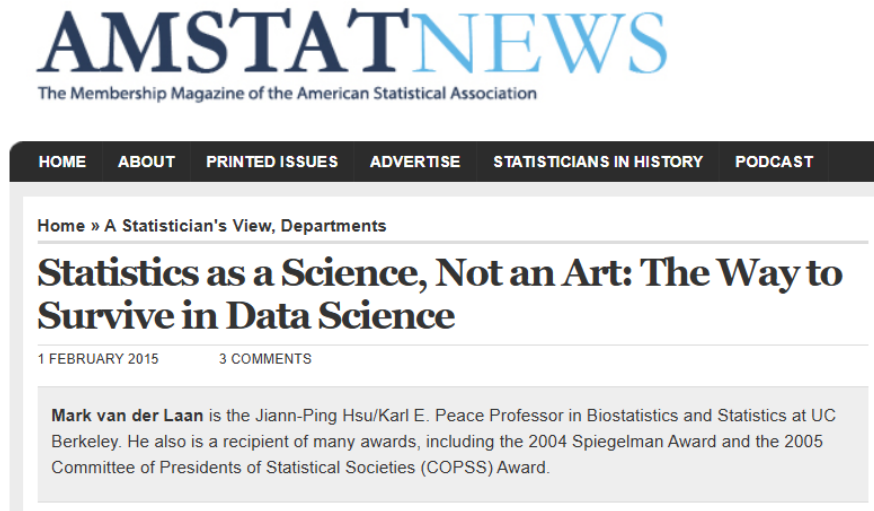 AMSTATNEWS
The Membership Magazine of the American Statistical Association
HOME ABOUT PRINTED ISSUES ADVERTISE STATISTICIANS IN HISTORY PODCAST
Home » A Statistician's View, Departments
Statistics as a Science, Not an Art: The Way to
Survive in Data Science
1 FEBRUARY 2015 3 COMMENTS
Mark van der Laan is the Jiann-Ping Hsu/Karl E. Peace Professor in Biostatistics and Statistics at UC
Berkeley. He also is a recipient of many awards, including the 2004 Spiegelman Award and the 2005
Committee of Presidents of Statistical Societies (COPSS) Award.